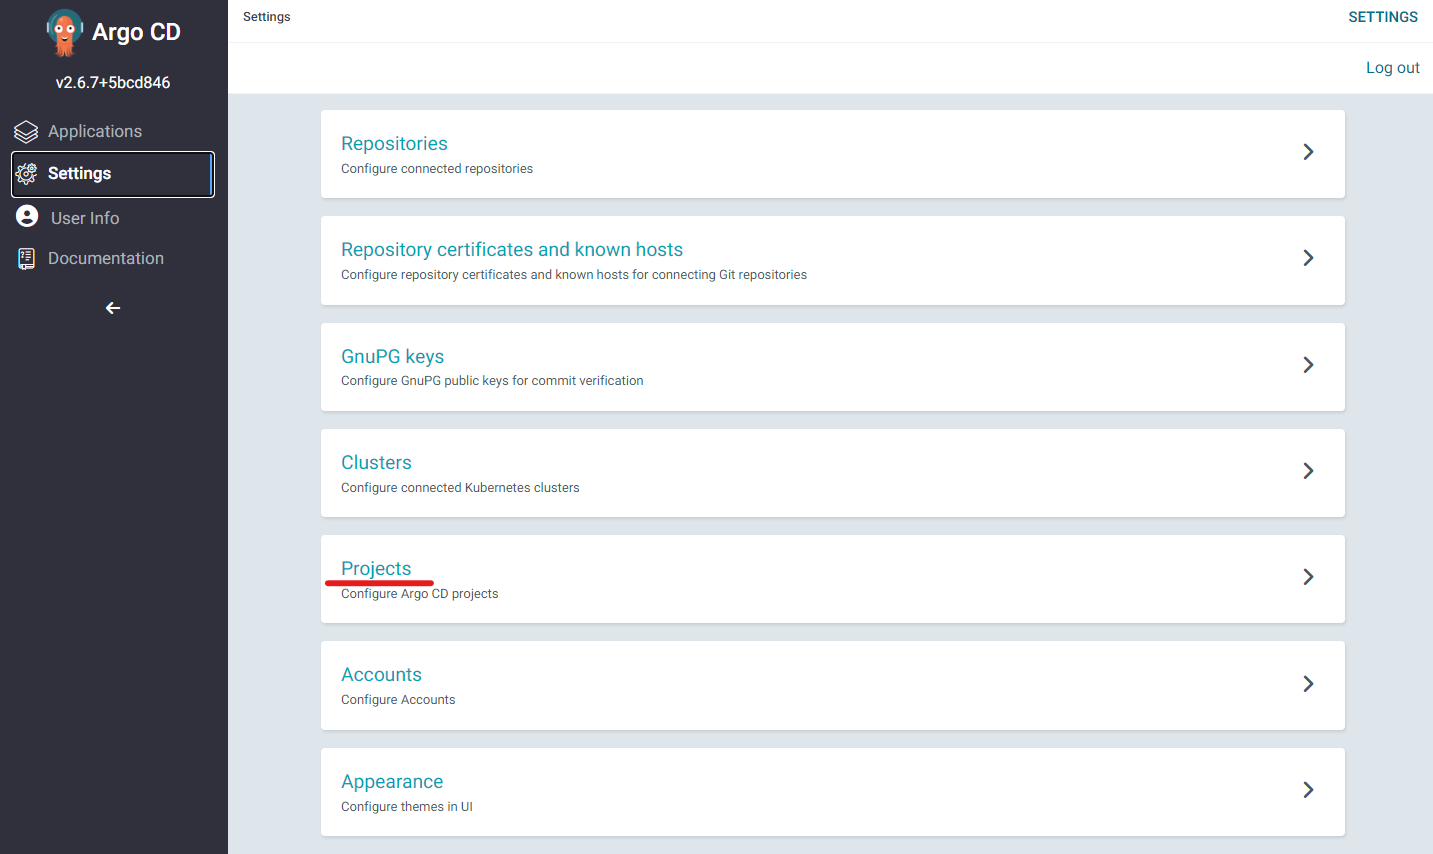 Argo CD
v2.6.7+5bcd846
Applications
Settings
User Info
Documentation
Settings
SETTINGS
Log out
Repositories
Configure connected repositories
Repository certificates and known hosts
Configure repository certificates and known hosts for connecting Git repositories
GnuPG keys
Configure GnuPG public keys for commit verification
Clusters
Configure connected Kubernetes clusters
Projects
Configure Argo CD projects
Accounts
Configure Accounts
Appearance
Configure themes in UI